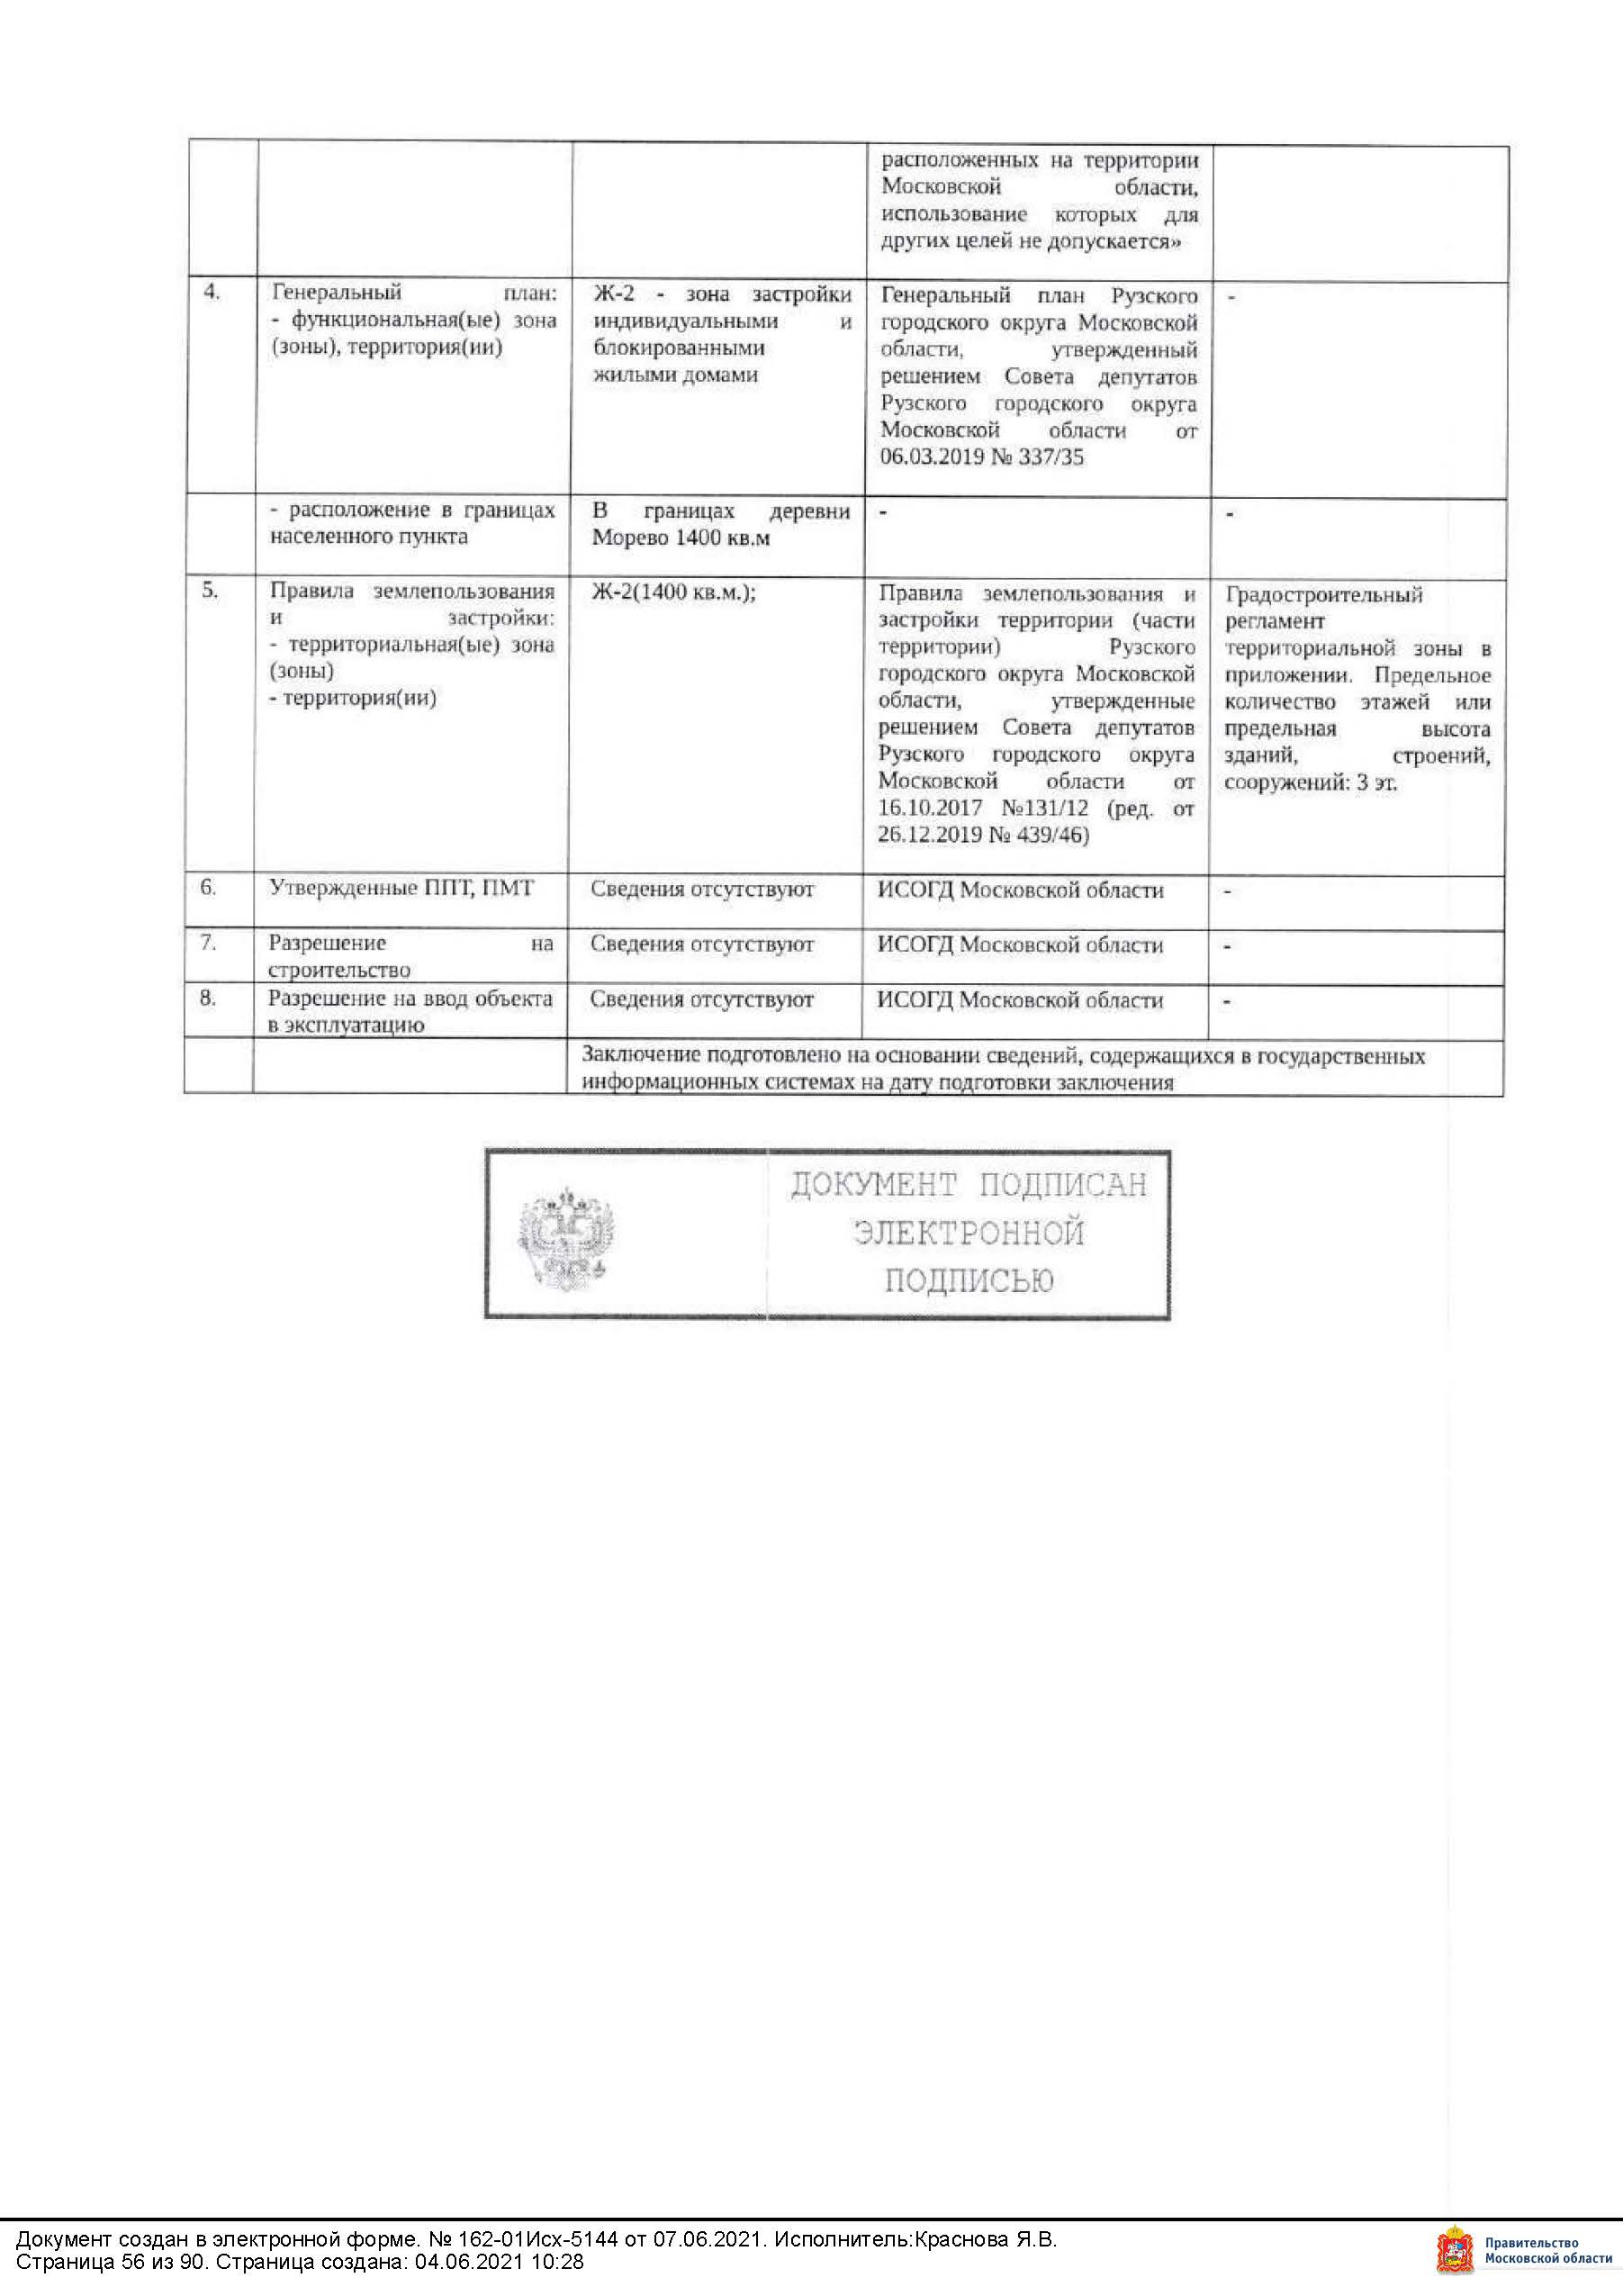 расположенных на территории
Московской области,
использование которых для
других целей не допускается»
4.
Генеральный план:
- функциональная(ые) зона
(зоны), территория(ии)
Ж-2 - зона застройки
индивидуальными и
блокированными
жилыми домами
Генеральный план Рузского
городского округа Московской
области, утвержденный
решением Совета депутатов
Рузского городского округа
Московской области от
06.03.2019 № 337/35
-
- расположение в границах
населенного пункта
В границах деревни
Морево 1400 кв.м
-
-
5.
Правила землепользования
и застройки:
- территориальная(ые) зона
(зоны)
- территория(ии)
Ж-2(1400 кв.м.);
Правила землепользования и
застройки территории (части
территории) Рузского
городского округа Московской
области, утвержденные
решением Совета депутатов
Рузского городского округа
Московской области от
16.10.2017 №131/12 (ред. от
26.12.2019 № 439/46)
Градостроительный
регламент
территориальной зоны в
приложении. Предельное
количество этажей или
предельная высота
зданий, строений,
сооружений: 3 эт.
6.
Утвержденные ППТ, ПМТ
Сведения отсутствуют
ИСОГД Московской области
-
7.
Разрешение на
строительство
Сведения отсутствуют
ИСОГД Московской области
-
8.
Разрешение на ввод объекта
в эксплуатацию
Сведения отсутствуют
ИСОГД Московской области
-
Заключение подготовлено на основании сведений, содержащихся в государственных
информационных системах на дату подготовки заключения
ДОКУМЕНТ ПОДПИСАН
ЭЛЕКТРОННОЙ
ПОДПИСЬЮ
Документ создан в электронной форме. № 162-01Исх-5144 от 07.06.2021. Исполнитель:Краснова Я.В.
Страница 56 из 90. Страница создана: 04.06.2021 10:28
Правительство
Московской области